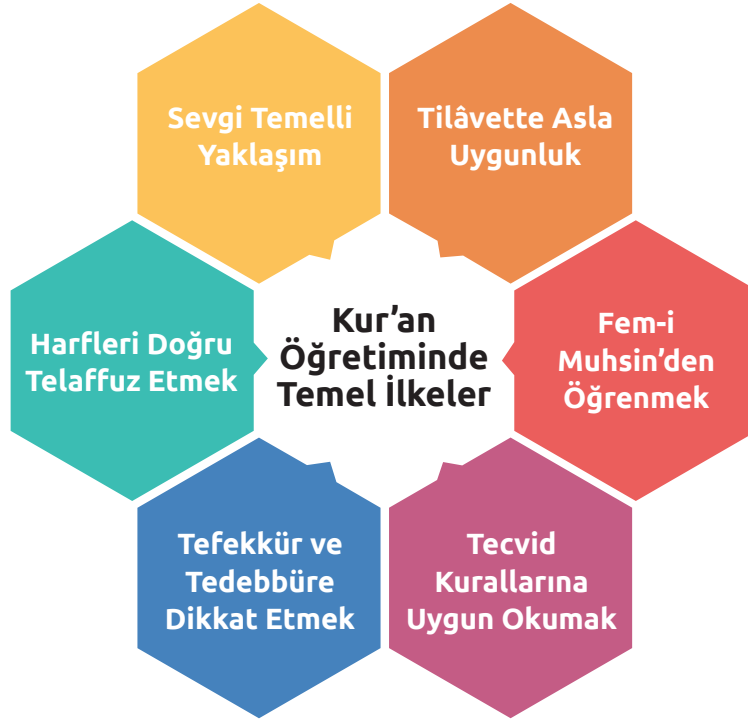 Sevgi Temelli
Yaklaşım
Tilâvette Asla
Uygunluk
Harfleri Doğru
Telaffuz Etmek
Kur’an
Öğretiminde
Temel İlkeler
Fem-i
Muhsin’den
Öğrenmek
Tefekkür ve
Tedebbüre
Dikkat Etmek
Tecvid
Kurallarına
Uygun Okumak